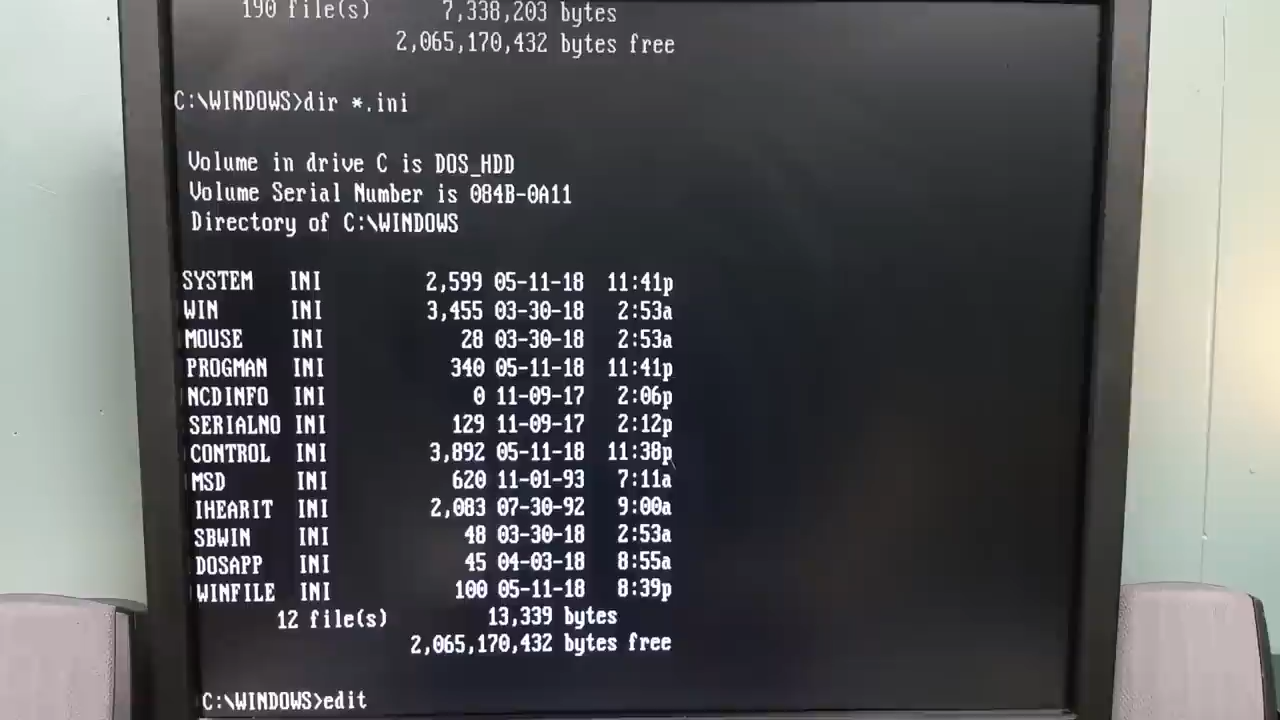 190 file(s) 7,338,203 bytes
2,065,170,432 bytes free
C:\WINDOWS>dir *.ini
Volume in drive C is DOS_HDD
Volume Serial Number is 084B-0A11
Directory of C:\WINDOWS
SYSTEM INI 2,599 05-11-18 11:41p
WIN INI 3,455 03-30-18 2:53a
MOUSE INI 28 03-30-18 2:53a
PROGMAN INI 340 05-11-18 11:41p
NCDINFO INI 0 11-09-17 2:06p
SERIALNO INI 129 11-09-17 2:12p
CONTROL INI 3,892 05-11-18 11:38p
MSD INI 620 11-01-93 7:11a
IHEARIT INI 2,083 07-30-92 9:00a
SBWIN INI 48 03-30-18 2:53a
DOSAPP INI 45 04-03-18 8:55a
WINFILE INI 100 05-11-18 8:39p
12 file(s) 13,339 bytes
2,065,170,432 bytes free
C:\WINDOWS>edit